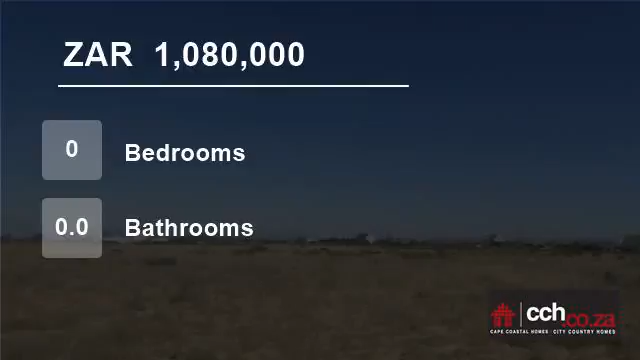 ZAR 1,080,000
0 Bedrooms
0.0 Bathrooms
cch.co.za
CAPE COASTAL HOMES · CITY COUNTRY HOMES